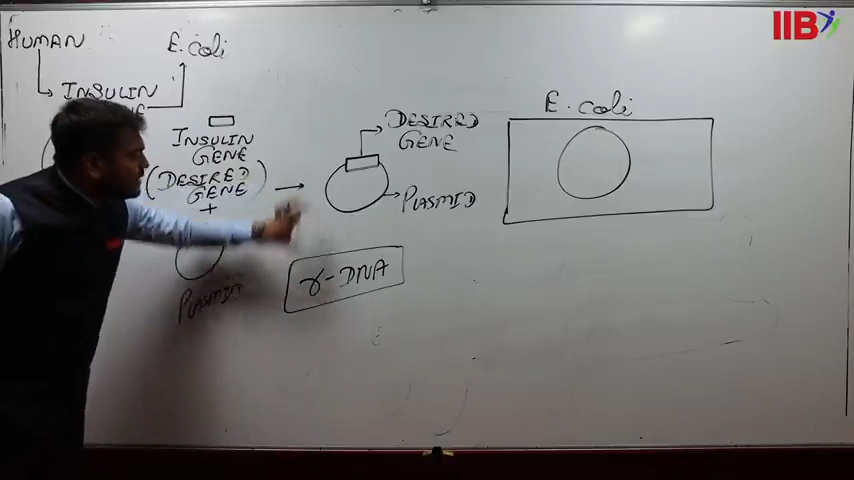 IIB
HUMAN
E. coli
INSULIN
E. coli
INSULIN
GENE
(DESIRED
GENE)
+
PLASMID
DESIRED
GENE
PLASMID
r-DNA